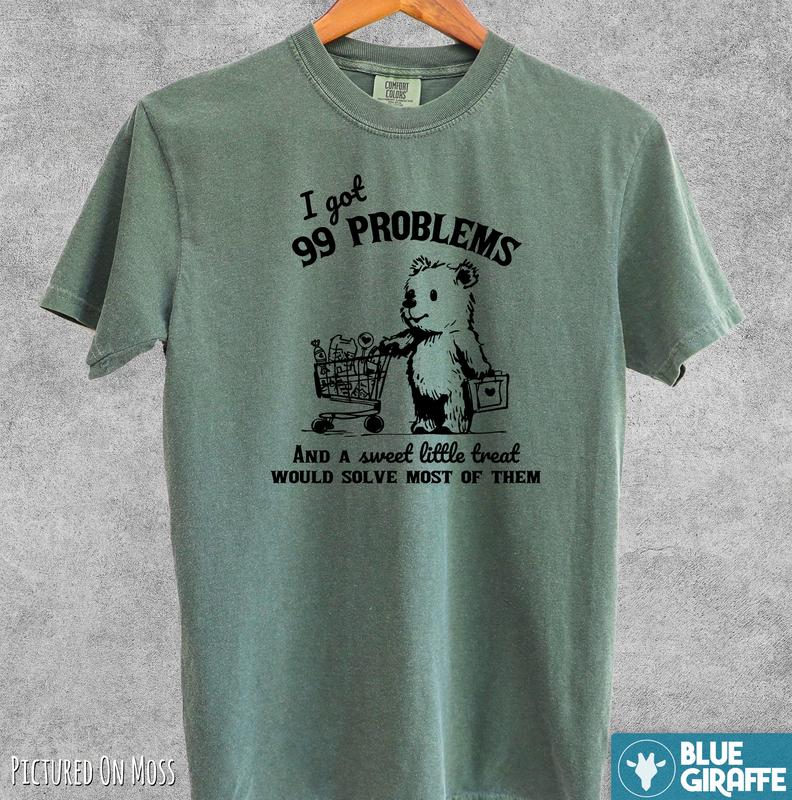 COMFORT
COLORS
I got
99 PROBLEMS
AND A sweet little treat
WOULD SOLVE MOST OF THEM
PICTURED ON MOSS
BLUE
GIRAFFE